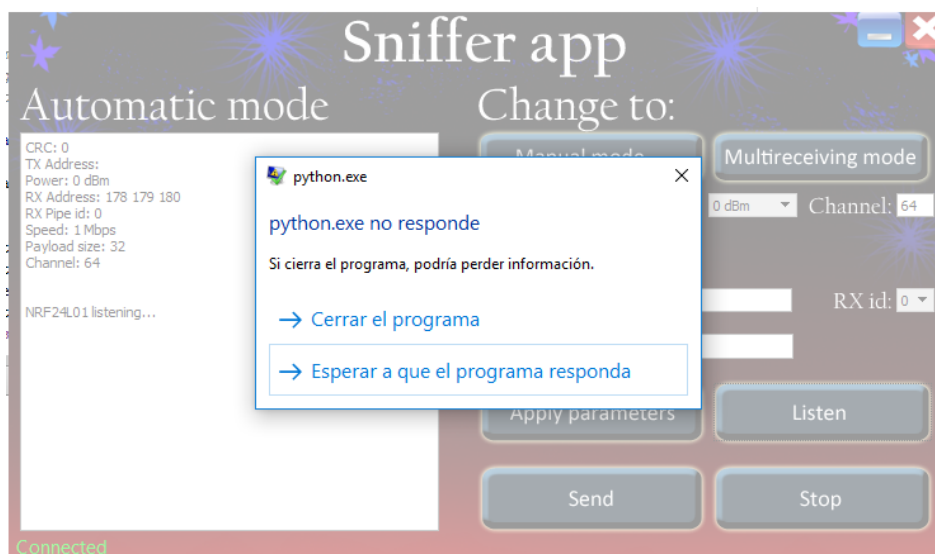 Sniffer app
Automatic mode
Change to:
CRC: 0
TX Address:
Power: 0 dBm
RX Address: 178 179 180
RX Pipe id: 0
Speed: 1 Mbps
Payload size: 32
Channel: 64
NRF24L01 listening...
Manual mode
Multireceiving mode
0 dBm
Channel: 64
RX id: 0
python.exe
python.exe no responde
Si cierra el programa, podría perder información.
→ Cerrar el programa
→ Esperar a que el programa responda
Apply parameters
Listen
Send
Stop
Connected